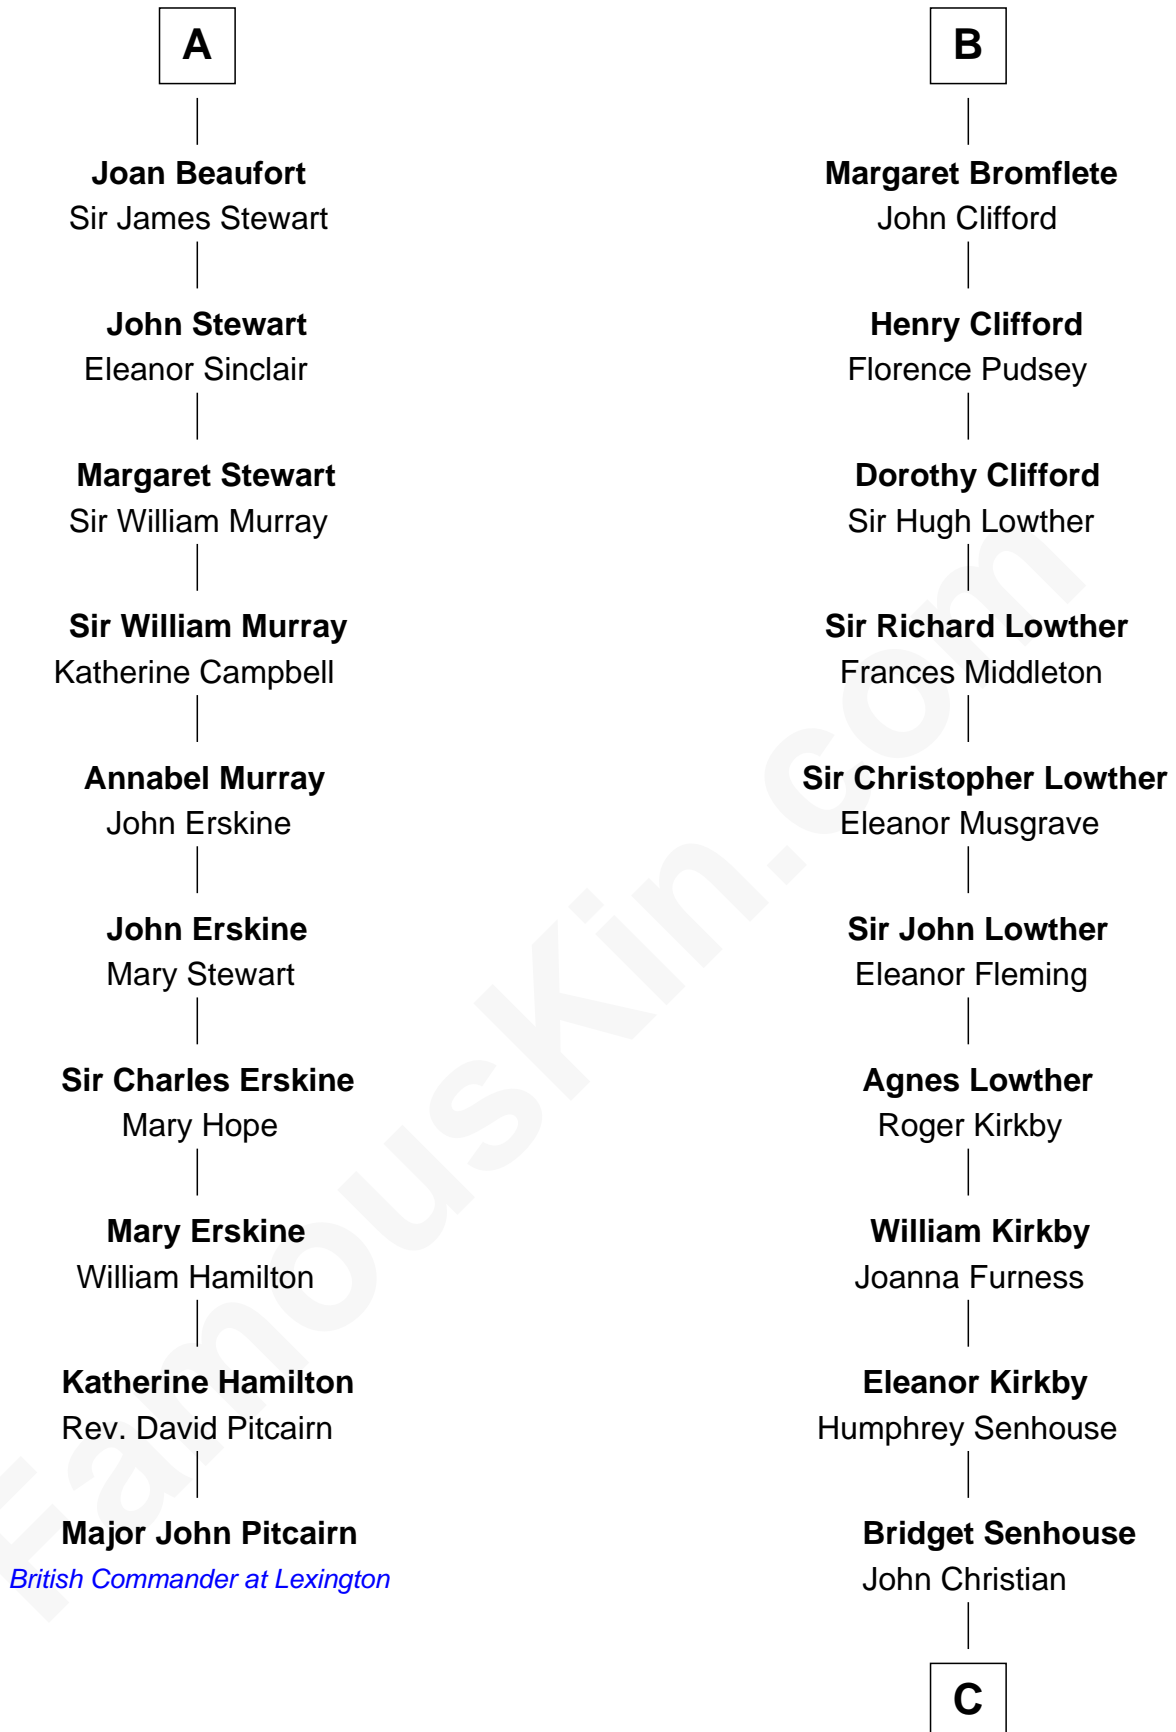 A
Joan Beaufort
Sir James Stewart
John Stewart
Eleanor Sinclair
Margaret Stewart
Sir William Murray
Sir William Murray
Katherine Campbell
Annabel Murray
John Erskine
John Erskine
Mary Stewart
Sir Charles Erskine
Mary Hope
Mary Erskine
William Hamilton
Katherine Hamilton
Rev. David Pitcairn
Major John Pitcairn
British Commander at Lexington
B
Margaret Bromflete
John Clifford
Henry Clifford
Florence Pudsey
Dorothy Clifford
Sir Hugh Lowther
Sir Richard Lowther
Frances Middleton
Sir Christopher Lowther
Eleanor Musgrave
Sir John Lowther
Eleanor Fleming
Agnes Lowther
Roger Kirkby
William Kirkby
Joanna Furness
Eleanor Kirkby
Humphrey Senhouse
Bridget Senhouse
John Christian
C
FamousKin.com